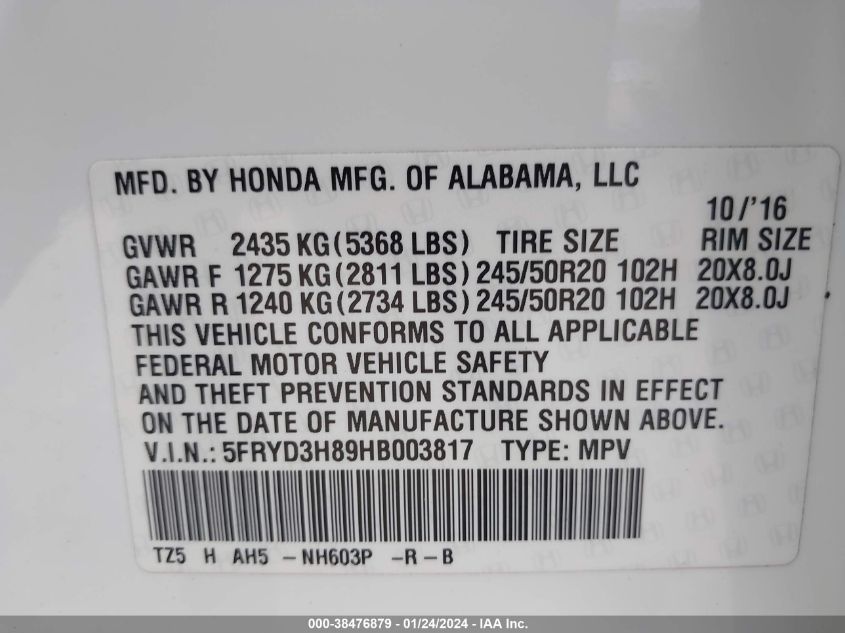 MFD. BY HONDA MFG. OF ALABAMA, LLC
10/'16
GVWR 2435 KG (5368 LBS) TIRE SIZE RIM SIZE
GAWR F 1275 KG (2811 LBS) 245/50R20 102H 20X8.0J
GAWR R 1240 KG (2734 LBS) 245/50R20 102H 20X8.0J
THIS VEHICLE CONFORMS TO ALL APPLICABLE
FEDERAL MOTOR VEHICLE SAFETY
AND THEFT PREVENTION STANDARDS IN EFFECT
ON THE DATE OF MANUFACTURE SHOWN ABOVE.
V.I.N.: 5FRYD3H89HB003817 TYPE: MPV
TZ5 H AH5 -NH603P -R-B
000-38476879 - 01/24/2024 - IAA Inc.